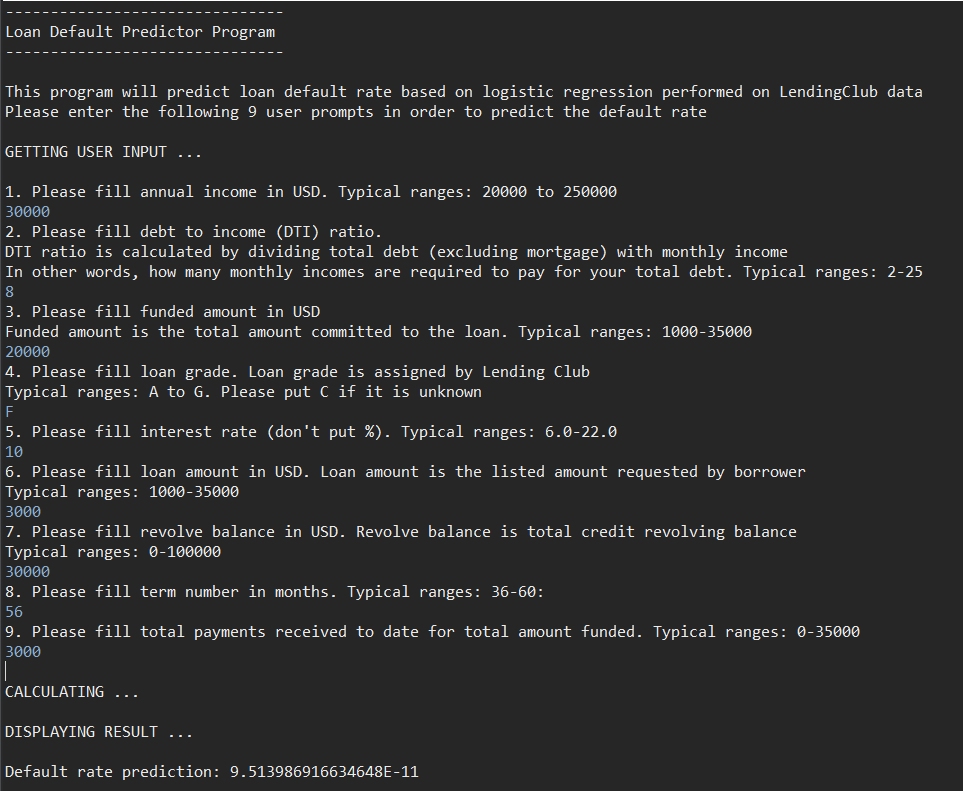 -------------------------------
Loan Default Predictor Program
-------------------------------
This program will predict loan default rate based on logistic regression performed on LendingClub data
Please enter the following 9 user prompts in order to predict the default rate
GETTING USER INPUT ...
1. Please fill annual income in USD. Typical ranges: 20000 to 250000
30000
2. Please fill debt to income (DTI) ratio.
DTI ratio is calculated by dividing total debt (excluding mortgage) with monthly income
In other words, how many monthly incomes are required to pay for your total debt. Typical ranges: 2-25
8
3. Please fill funded amount in USD
Funded amount is the total amount committed to the loan. Typical ranges: 1000-35000
20000
4. Please fill loan grade. Loan grade is assigned by Lending Club
Typical ranges: A to G. Please put C if it is unknown
F
5. Please fill interest rate (don't put %). Typical ranges: 6.0-22.0
10
6. Please fill loan amount in USD. Loan amount is the listed amount requested by borrower
Typical ranges: 1000-35000
3000
7. Please fill revolve balance in USD. Revolve balance is total credit revolving balance
Typical ranges: 0-100000
30000
8. Please fill term number in months. Typical ranges: 36-60:
56
9. Please fill total payments received to date for total amount funded. Typical ranges: 0-35000
3000
CALCULATING ...
DISPLAYING RESULT ...
Default rate prediction: 9.513986916634648E-11